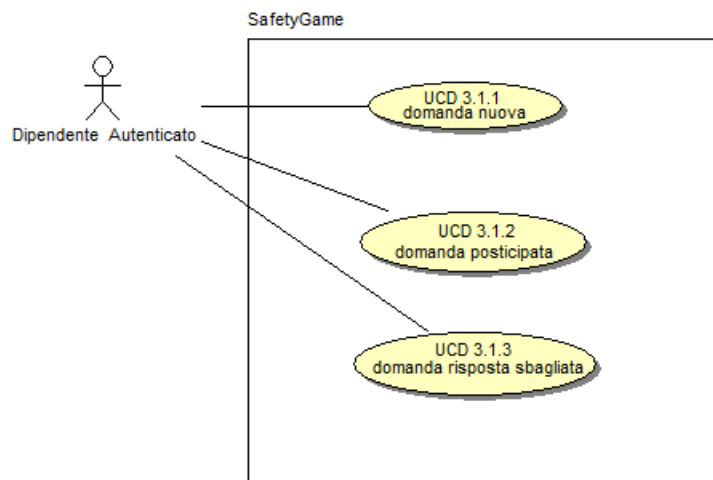 SafetyGame
Dipendente Autenticato
UCD 3.1.1
domanda nuova
UCD 3.1.2
domanda posticipata
UCD 3.1.3
domanda risposta sbagliata